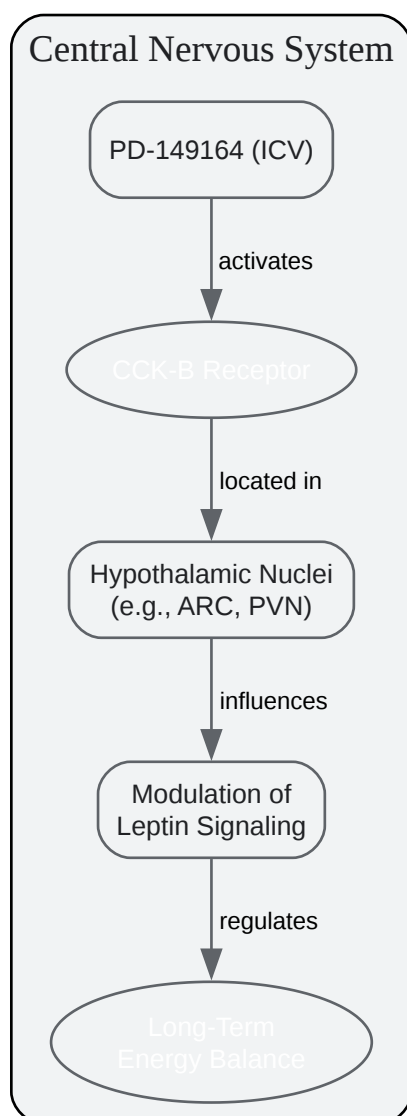 Central Nervous System
PD-149164 (ICV)
activates
CCK-B Receptor
located in
Hypothalamic Nuclei
(e.g., ARC, PVN)
influences
Modulation of
Leptin Signaling
regulates
Long-Term
Energy Balance